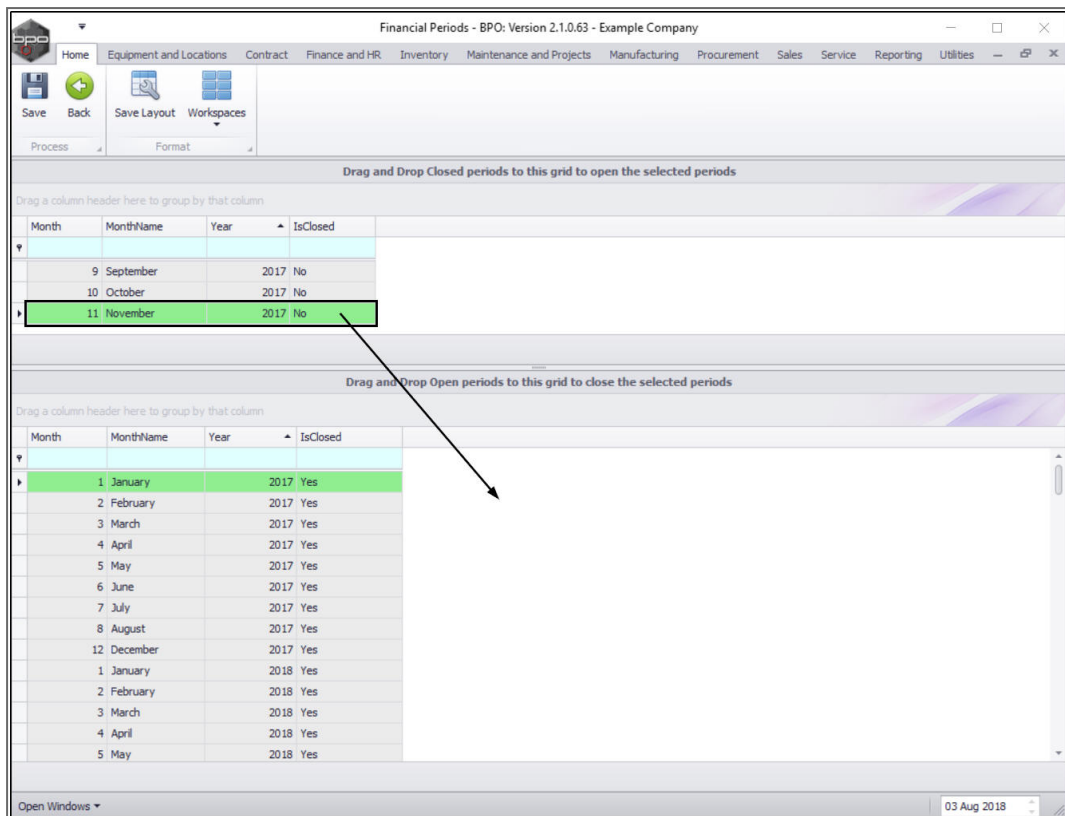 Financial Periods - BPO: Version 2.1.0.63 - Example Company
bpo
Home Equipment and Locations Contract Finance and HR Inventory Maintenance and Projects Manufacturing Procurement Sales Service Reporting Utilities
Save Back Save Layout Workspaces
Process Format
Drag and Drop Closed periods to this grid to open the selected periods
Drag a column header here to group by that column
Month MonthName Year IsClosed
9 September 2017 No
10 October 2017 No
11 November 2017 No
Drag and Drop Open periods to this grid to close the selected periods
Drag a column header here to group by that column
Month MonthName Year IsClosed
1 January 2017 Yes
2 February 2017 Yes
3 March 2017 Yes
4 April 2017 Yes
5 May 2017 Yes
6 June 2017 Yes
7 July 2017 Yes
8 August 2017 Yes
12 December 2017 Yes
1 January 2018 Yes
2 February 2018 Yes
3 March 2018 Yes
4 April 2018 Yes
5 May 2018 Yes
Open Windows 03 Aug 2018